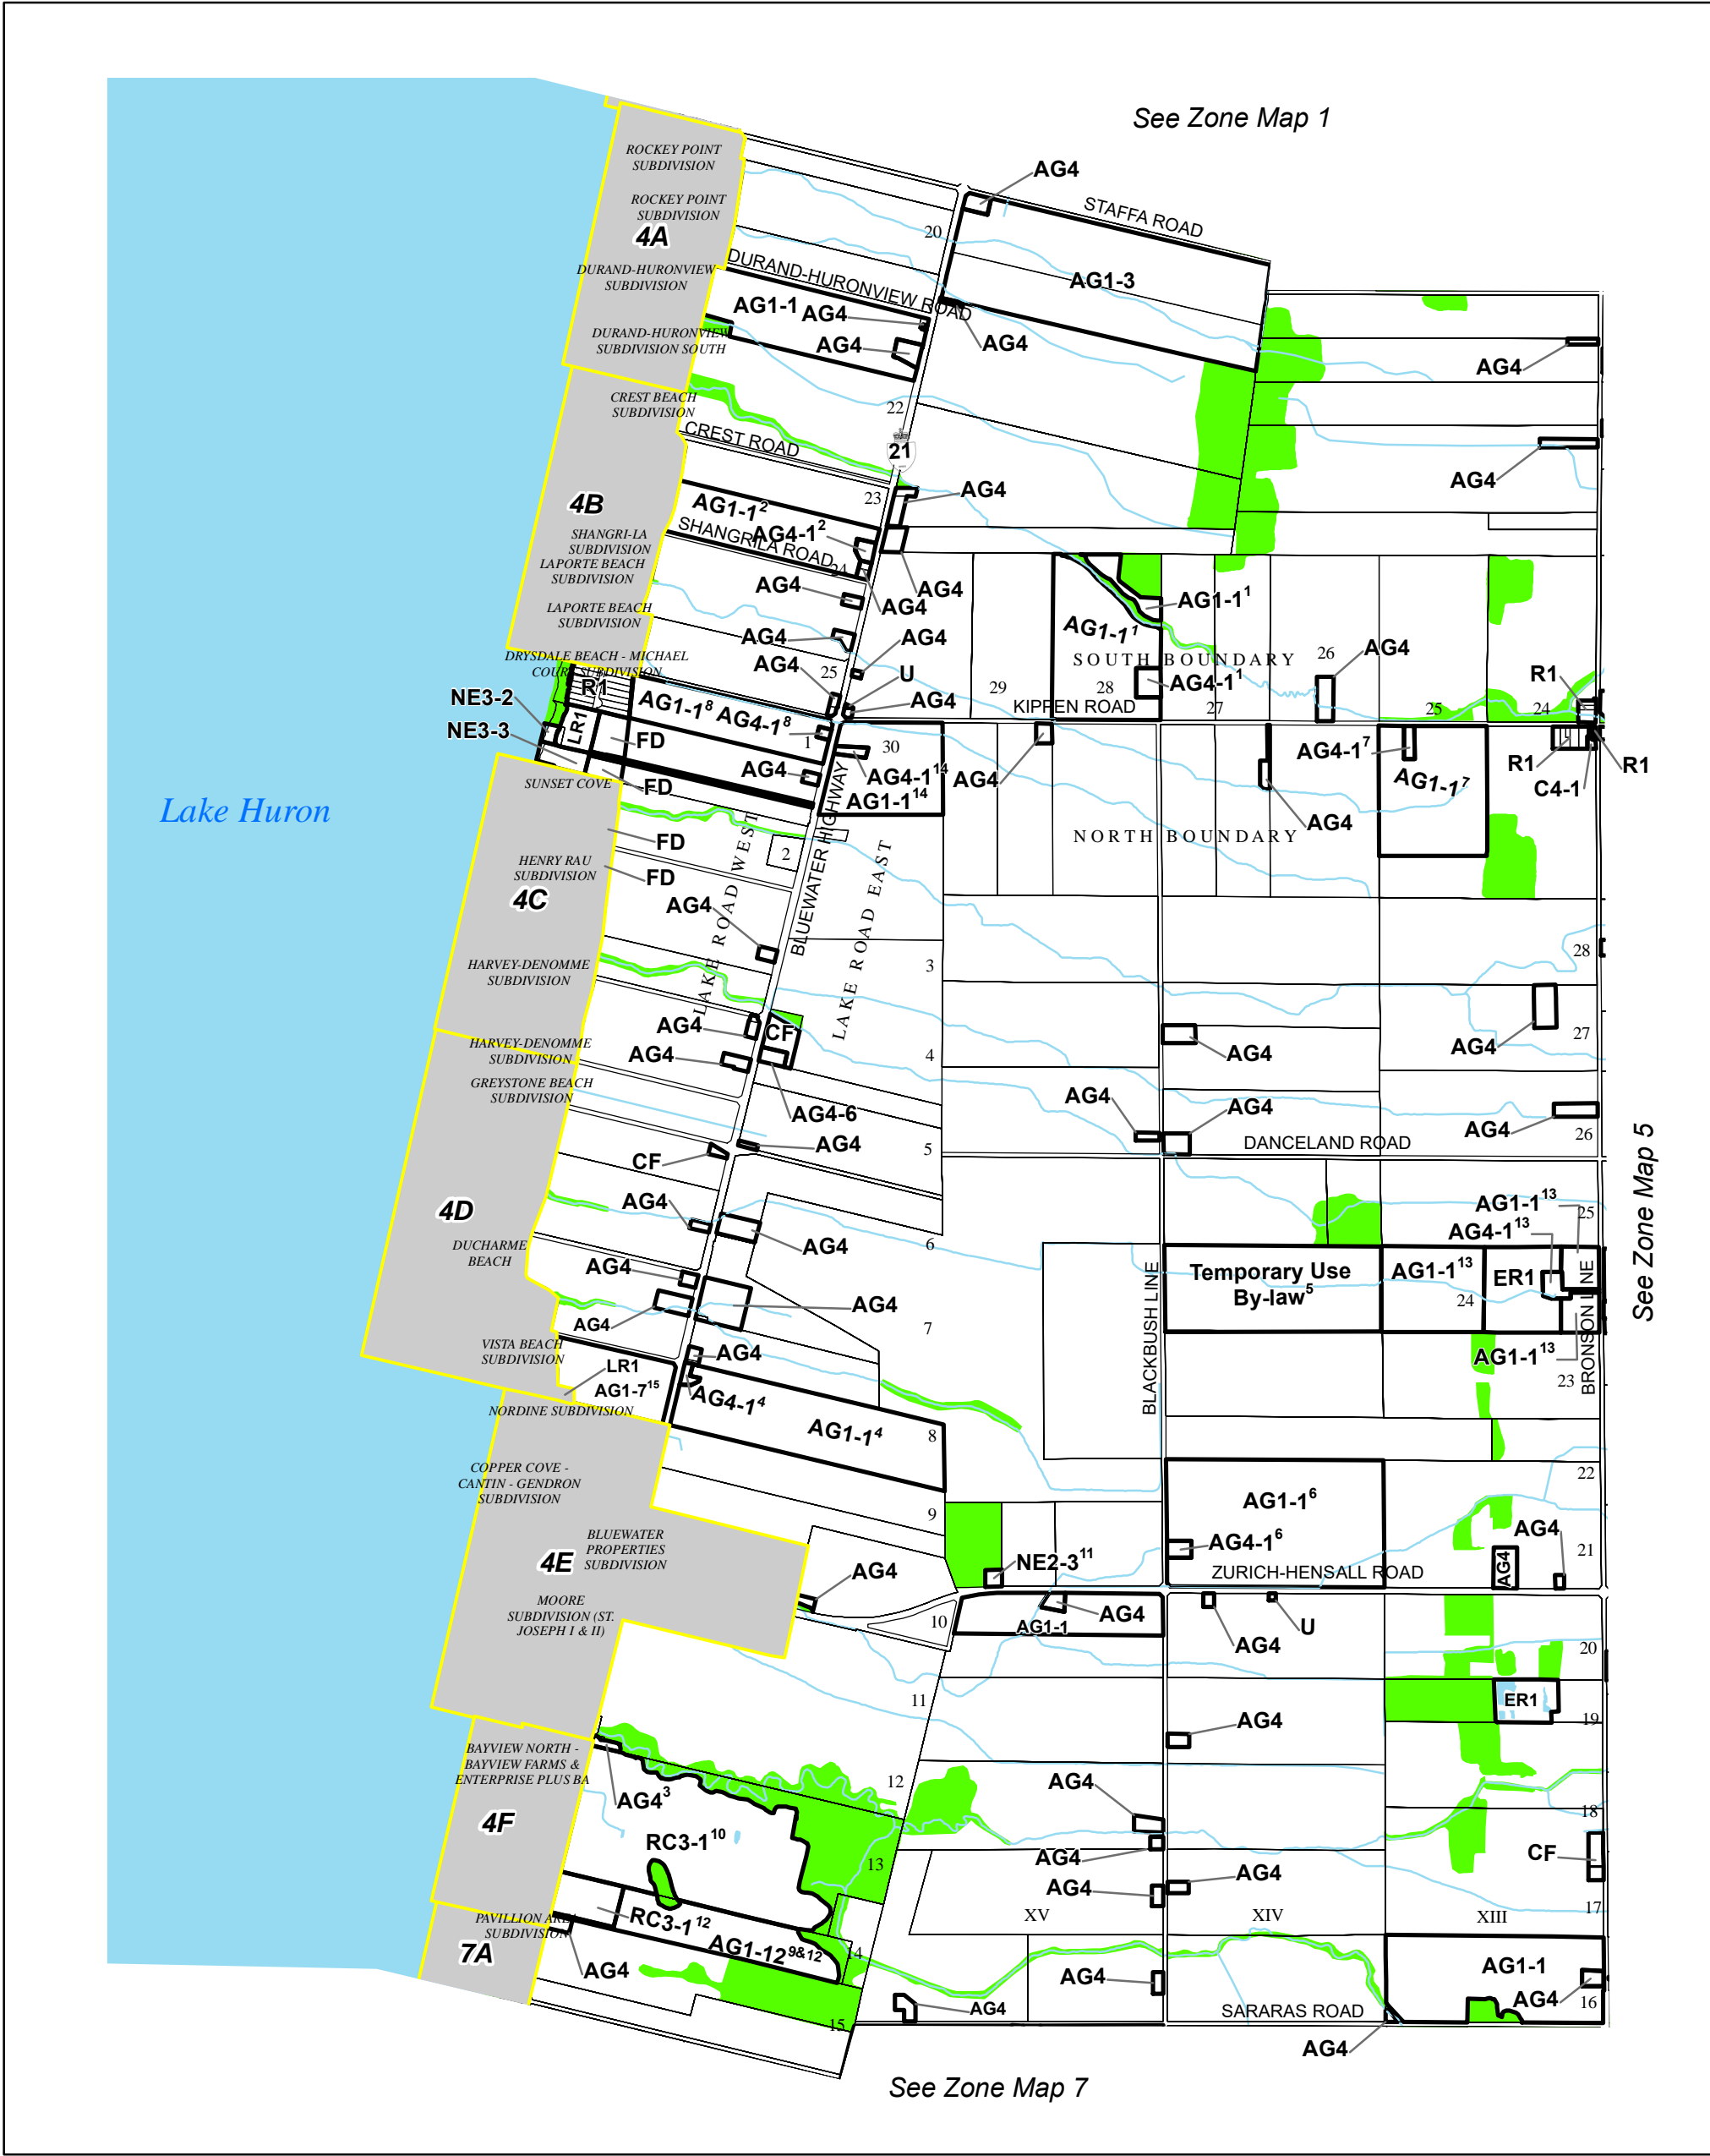 See Zone Map 1
ROCKEY POINT
SUBDIVISION
ROCKEY POINT
SUBDIVISION
4A
AG4
STAFFA ROAD
20
DURAND-HURONVIEW ROAD
DURAND-HURONVIEW
SUBDIVISION
AG1-3
AG1-1
AG4
AG4
AG4
DURAND-HURONVIEW
SUBDIVISION SOUTH
AG4
CREST BEACH
SUBDIVISION
22
CREST ROAD
21
AG4
4B
23
AG4
AG1-1²
AG4-1²
SHANGRILA ROAD
24
SHANGRI-LA
SUBDIVISION
LAPORTE BEACH
SUBDIVISION
AG4
AG4
AG4
LAPORTE BEACH
SUBDIVISION
AG1-1¹
AG1-1¹
AG4
AG4
AG4
25
U
AG4
DRYSDALE BEACH - MICHAEL
COURT SUBDIVISION
SOUTH BOUNDARY
26
AG4
AG4-1¹
29
28
27
25
24
R1
KIPPEN ROAD
R1
NE3-2
NE3-3
LR1
FD
AG1-1⁸
AG4-1⁸
1
30
AG4
AG4-1¹⁴
AG1-1¹⁴
AG4
AG4-1⁷
AG1-1⁷
R1
C4-1
R1
SUNSET COVE
FD
AG4
Lake Huron
NORTH BOUNDARY
FD
2
HENRY RAU
SUBDIVISION
FD
4C
AG4
LAKE ROAD WEST
BLUEWATER HIGHWAY
LAKE ROAD EAST
3
28
HARVEY-DENOMME
SUBDIVISION
AG4
CF
AG4
27
HARVEY-DENOMME
SUBDIVISION
AG4
4
AG4
GREYSTONE BEACH
SUBDIVISION
AG4-6
AG4
AG4
AG4
26
AG4
5
DANCELAND ROAD
CF
4D
AG4
AG4
6
DUCHARME
BEACH
AG1-1¹³
25
AG4-1¹³
AG4
BLACKBUSH LINE
Temporary Use
By-law⁵
AG1-1¹³
24
ER1
AG4
AG4
7
VISTA BEACH
SUBDIVISION
AG4
AG1-1¹³
23
BRONSON LINE
See Zone Map 5
LR1
AG1-7¹⁵
NORDINE SUBDIVISION
AG4-1⁴
AG1-1⁴
8
COPPER COVE -
CANTIN - GENDRON
SUBDIVISION
22
9
AG1-1⁶
BLUEWATER
PROPERTIES
SUBDIVISION
4E
AG4-1⁶
AG4
AG4
21
NE2-3¹¹
AG4
ZURICH-HENSALL ROAD
MOORE
SUBDIVISION (ST.
JOSEPH I & II)
10
AG1-1
AG4
AG4
U
20
11
ER1
19
AG4
BAYVIEW NORTH -
BAYVIEW FARMS &
ENTERPRISE PLUS BA
12
AG4
AG4³
4F
18
RC3-1¹⁰
13
AG4
CF
AG4
AG4
17
XV
XIV
XIII
PAVILLION AREA
SUBDIVISION
RC3-1¹²
AG1-12⁹&¹²
14
7A
AG4
AG4
AG4
AG1-1
AG4
16
SARARAS ROAD
15
AG4
See Zone Map 7